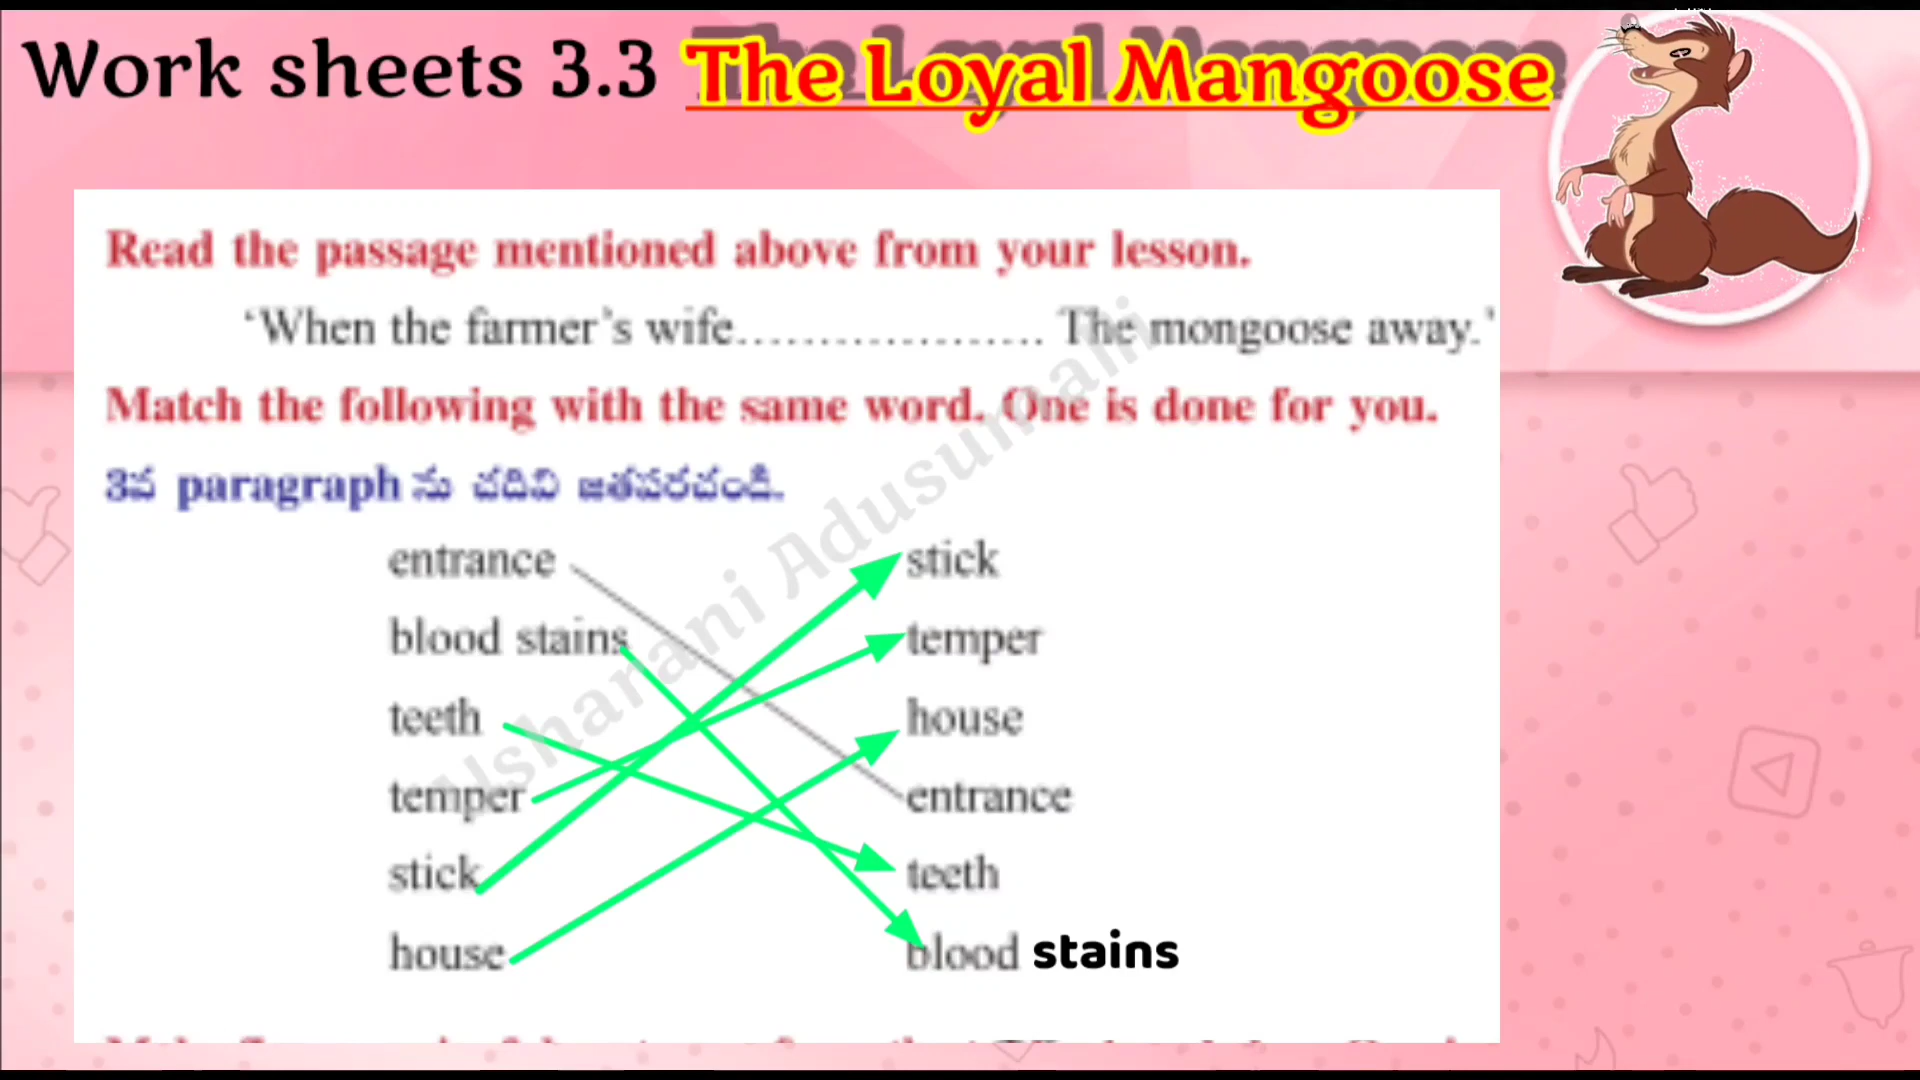 Work sheets 3.3 The Loyal Mangoose
Read the passage mentioned above from your lesson.
‘When the farmer’s wife................... The mongoose away.’
Match the following with the same word. One is done for you.
3వ paragraph ను చదివి జతపరచండి.
entrance stick
blood stains temper
teeth house
temper entrance
stick teeth
house blood stains
Usharani Adusumalli